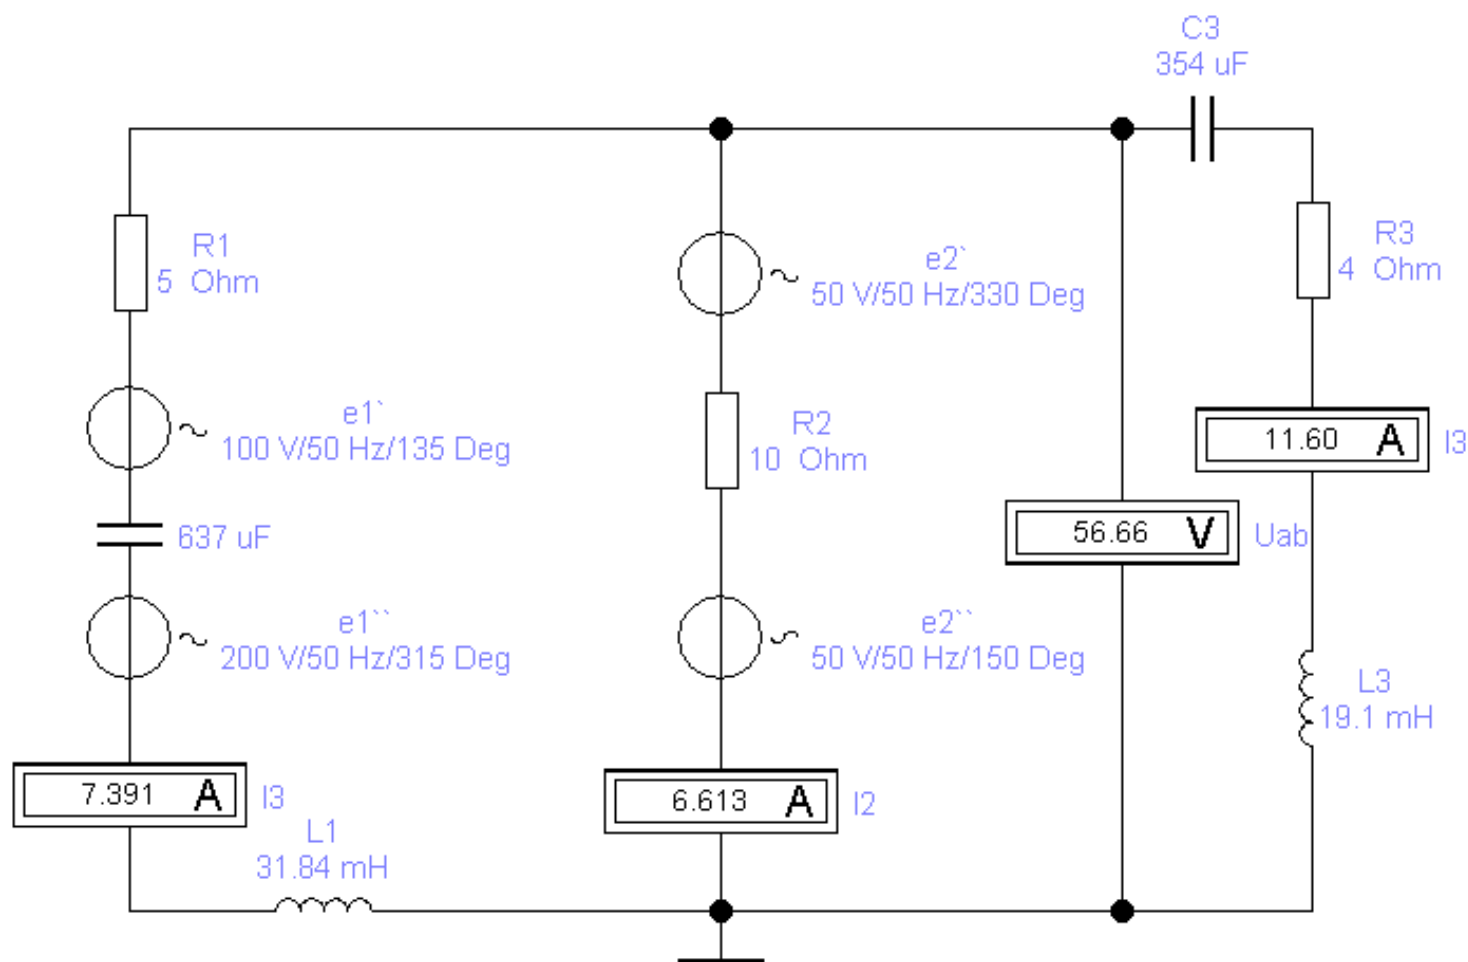 C3
354 uF
R1
5 Ohm
e2`
50 V/50 Hz/330 Deg
R3
4 Ohm
e1`
100 V/50 Hz/135 Deg
R2
10 Ohm
11.60 A I3
637 uF
56.66 V Uab
e1``
200 V/50 Hz/315 Deg
e2``
50 V/50 Hz/150 Deg
L3
19.1 mH
7.391 A I3
6.613 A I2
L1
31.84 mH